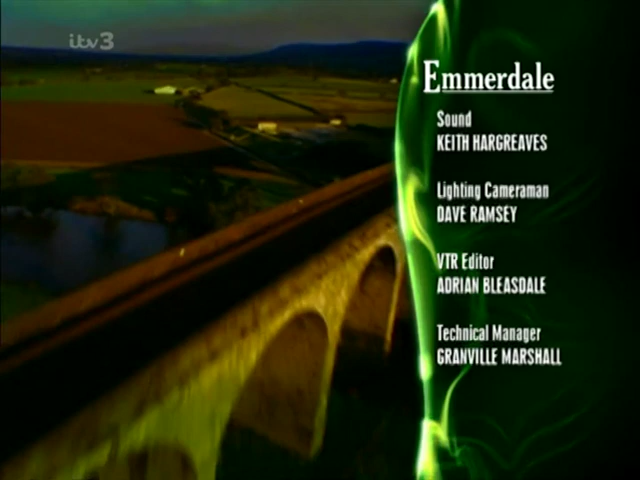 itv3
Emmerdale
Sound
KEITH HARGREAVES
Lighting Cameraman
DAVE RAMSEY
VTR Editor
ADRIAN BLEASDALE
Technical Manager
GRANVILLE MARSHALL